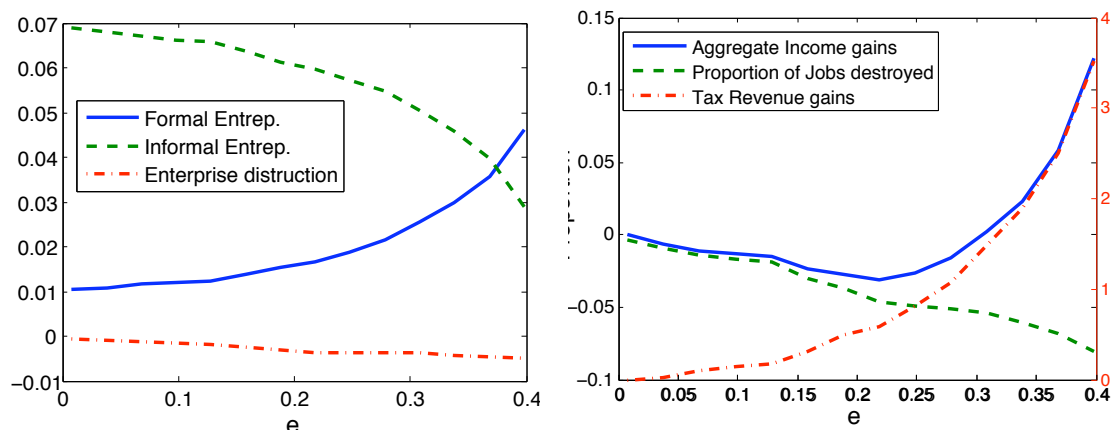 0.07
0.06
0.05
0.04
0.03
0.02
0.01
0
−0.01
Formal Entrep.
Informal Entrep.
Enterprise distruction
0 0.1 0.2 0.3 0.4
e
0.15
0.1
0.05
0
−0.05
−0.1
Aggregate Income gains
Proportion of Jobs destroyed
Tax Revenue gains
4
3
2
1
0
0 0.05 0.1 0.15 0.2 0.25 0.3 0.35 0.4
e